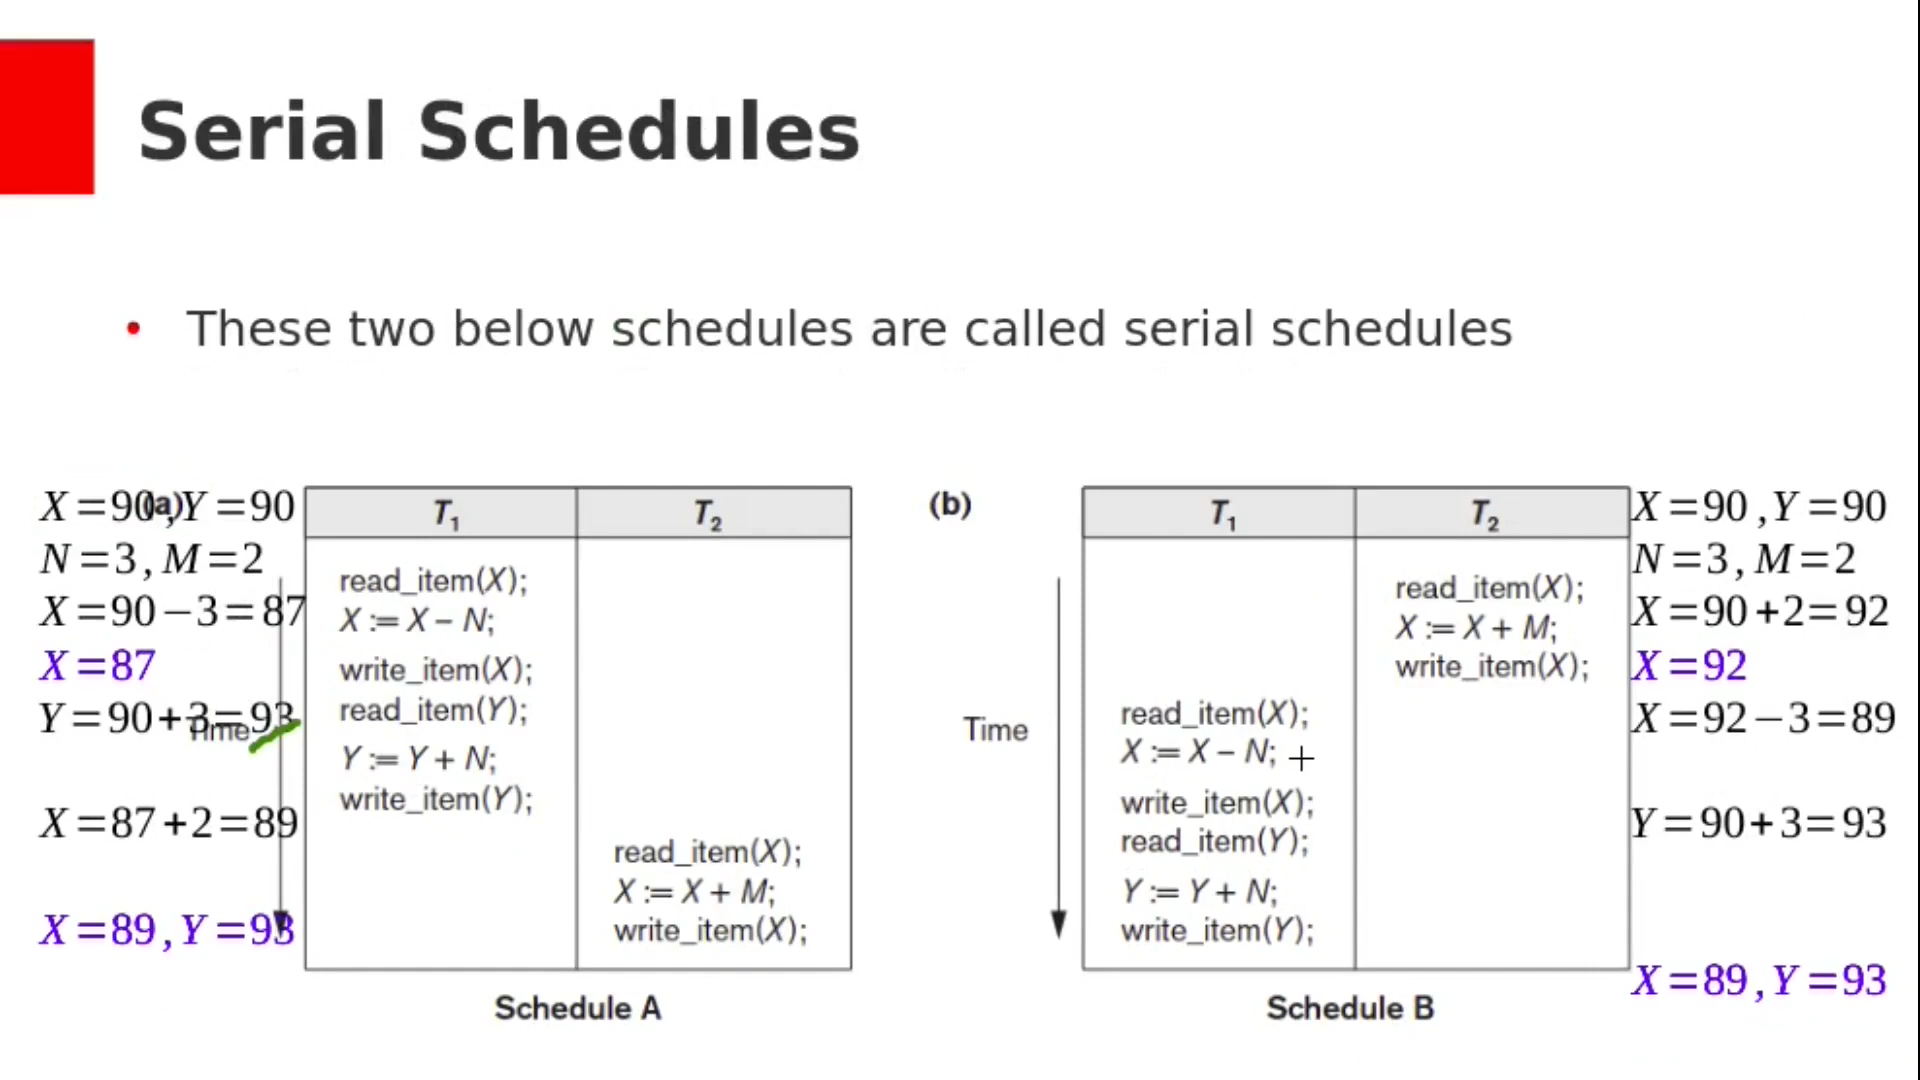 Serial Schedules
• These two below schedules are called serial schedules
X=90,Y=90
N=3,M=2
X=90−3=87
X=87
Y=90+3=93
X=87+2=89
X=89,Y=93
(a)
Time
T1 T2
read_item(X);
X := X − N;
write_item(X);
read_item(Y);
Y := Y + N;
write_item(Y);
read_item(X);
X := X + M;
write_item(X);
Schedule A
(b)
Time
T1 T2
read_item(X);
X := X + M;
write_item(X);
read_item(X);
X := X − N;
write_item(X);
read_item(Y);
Y := Y + N;
write_item(Y);
Schedule B
X=90,Y=90
N=3,M=2
X=90+2=92
X=92
X=92−3=89
Y=90+3=93
X=89,Y=93